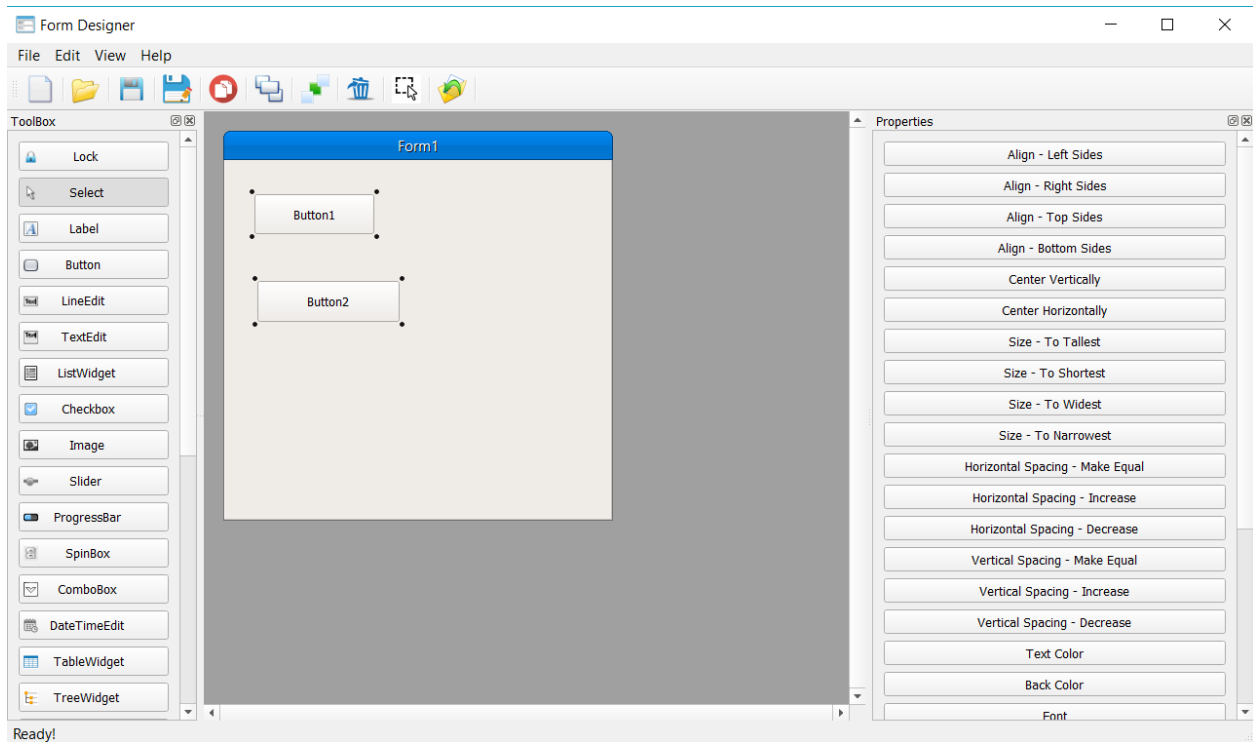 Form Designer
File Edit View Help
ToolBox
Lock
Select
Label
Button
LineEdit
TextEdit
ListWidget
Checkbox
Image
Slider
ProgressBar
SpinBox
ComboBox
DateTimeEdit
TableWidget
TreeWidget
Form1
Button1
Button2
Properties
Align - Left Sides
Align - Right Sides
Align - Top Sides
Align - Bottom Sides
Center Vertically
Center Horizontally
Size - To Tallest
Size - To Shortest
Size - To Widest
Size - To Narrowest
Horizontal Spacing - Make Equal
Horizontal Spacing - Increase
Horizontal Spacing - Decrease
Vertical Spacing - Make Equal
Vertical Spacing - Increase
Vertical Spacing - Decrease
Text Color
Back Color
Font
Ready!